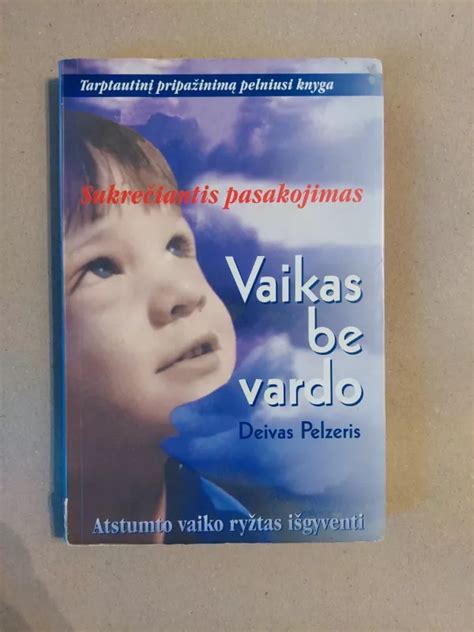 Tarptautinį pripažinimą pelniusi knyga
Sukrečiantis pasakojimas
Vaikas
be
vardo
Deivas Pelzeris
Atstumto vaiko ryžtas išgyventi